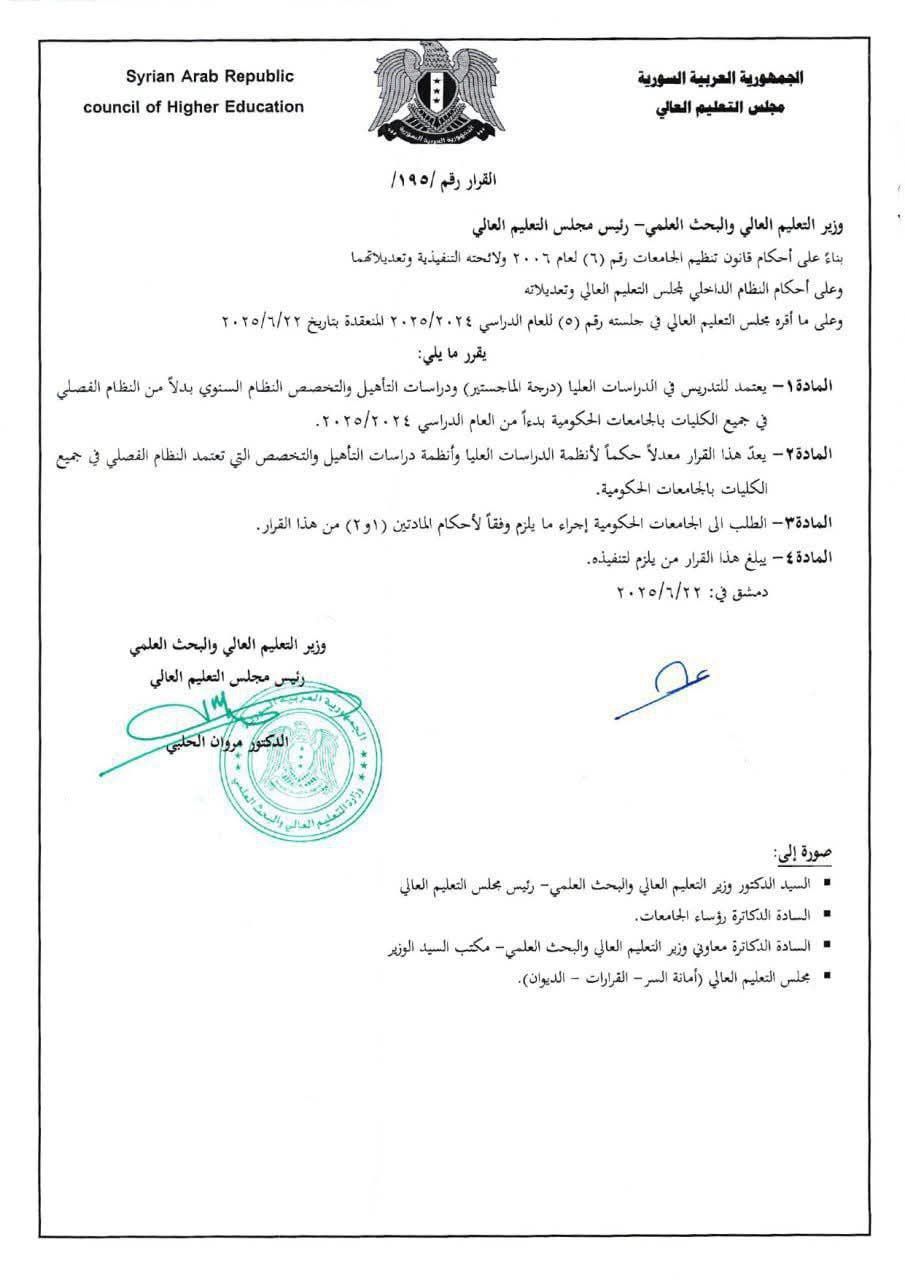 Syrian Arab Republic
council of Higher Education
الجمهورية العربية السورية
مجلس التعليم العالي
الجمهورية العربية السورية
القرار رقم /١٩٥/
وزير التعليم العالي والبحث العلمي– رئيس مجلس التعليم العالي
بناءً على أحكام قانون تنظيم الجامعات رقم (٦) لعام ٢٠٠٦ ولائحته التنفيذية وتعديلاتهما
وعلى أحكام النظام الداخلي لمجلس التعليم العالي وتعديلاته
وعلى ما أقره مجلس التعليم العالي في جلسته رقم (٥) للعام الدراسي ٢٠٢٥/٢٠٢٤ المنعقدة بتاريخ ٢٠٢٥/٦/٢٢
يقرر ما يلي:
المادة١– يعتمد للتدريس في الدراسات العليا (درجة الماجستير) ودراسات التأهيل والتخصص النظام السنوي بدلاً من النظام الفصلي
في جميع الكليات بالجامعات الحكومية بدءاً من العام الدراسي ٢٠٢٥/٢٠٢٤.
المادة٢– يعدّ هذا القرار معدلاً حكماً لأنظمة الدراسات العليا وأنظمة دراسات التأهيل والتخصص التي تعتمد النظام الفصلي في جميع
الكليات بالجامعات الحكومية.
المادة٣– الطلب الى الجامعات الحكومية إجراء ما يلزم وفقاً لأحكام المادتين (١و٢) من هذا القرار.
المادة٤– يبلغ هذا القرار من يلزم لتنفيذه.
دمشق في: ٢٠٢٥/٦/٢٢
وزير التعليم العالي والبحث العلمي
رئيس مجلس التعليم العالي
الدكتور مروان الحلبي
الجمهورية العربية السورية
وزارة التعليم العالي والبحث العلمي
صورة إلى:
▪ السيد الدكتور وزير التعليم العالي والبحث العلمي– رئيس مجلس التعليم العالي
▪ السادة الدكاترة رؤساء الجامعات.
▪ السادة الدكاترة معاوني وزير التعليم العالي والبحث العلمي– مكتب السيد الوزير
▪ مجلس التعليم العالي (أمانة السر– القرارات – الديوان).